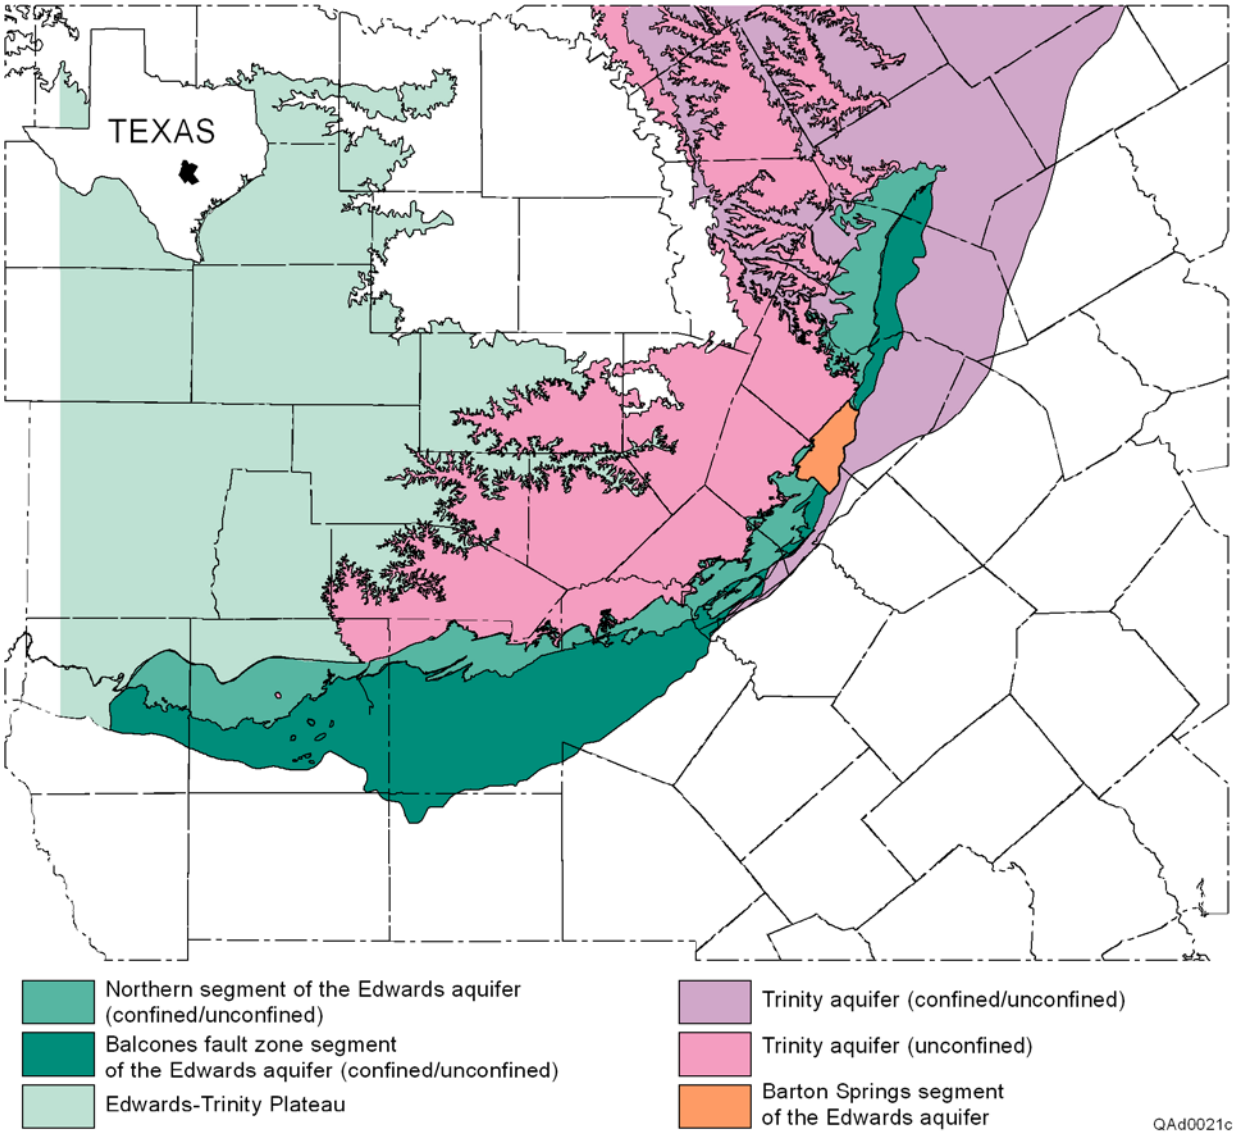 TEXAS
Northern segment of the Edwards aquifer
(confined/unconfined)
Balcones fault zone segment
of the Edwards aquifer (confined/unconfined)
Edwards-Trinity Plateau
Trinity aquifer (confined/unconfined)
Trinity aquifer (unconfined)
Barton Springs segment
of the Edwards aquifer
QAd0021c